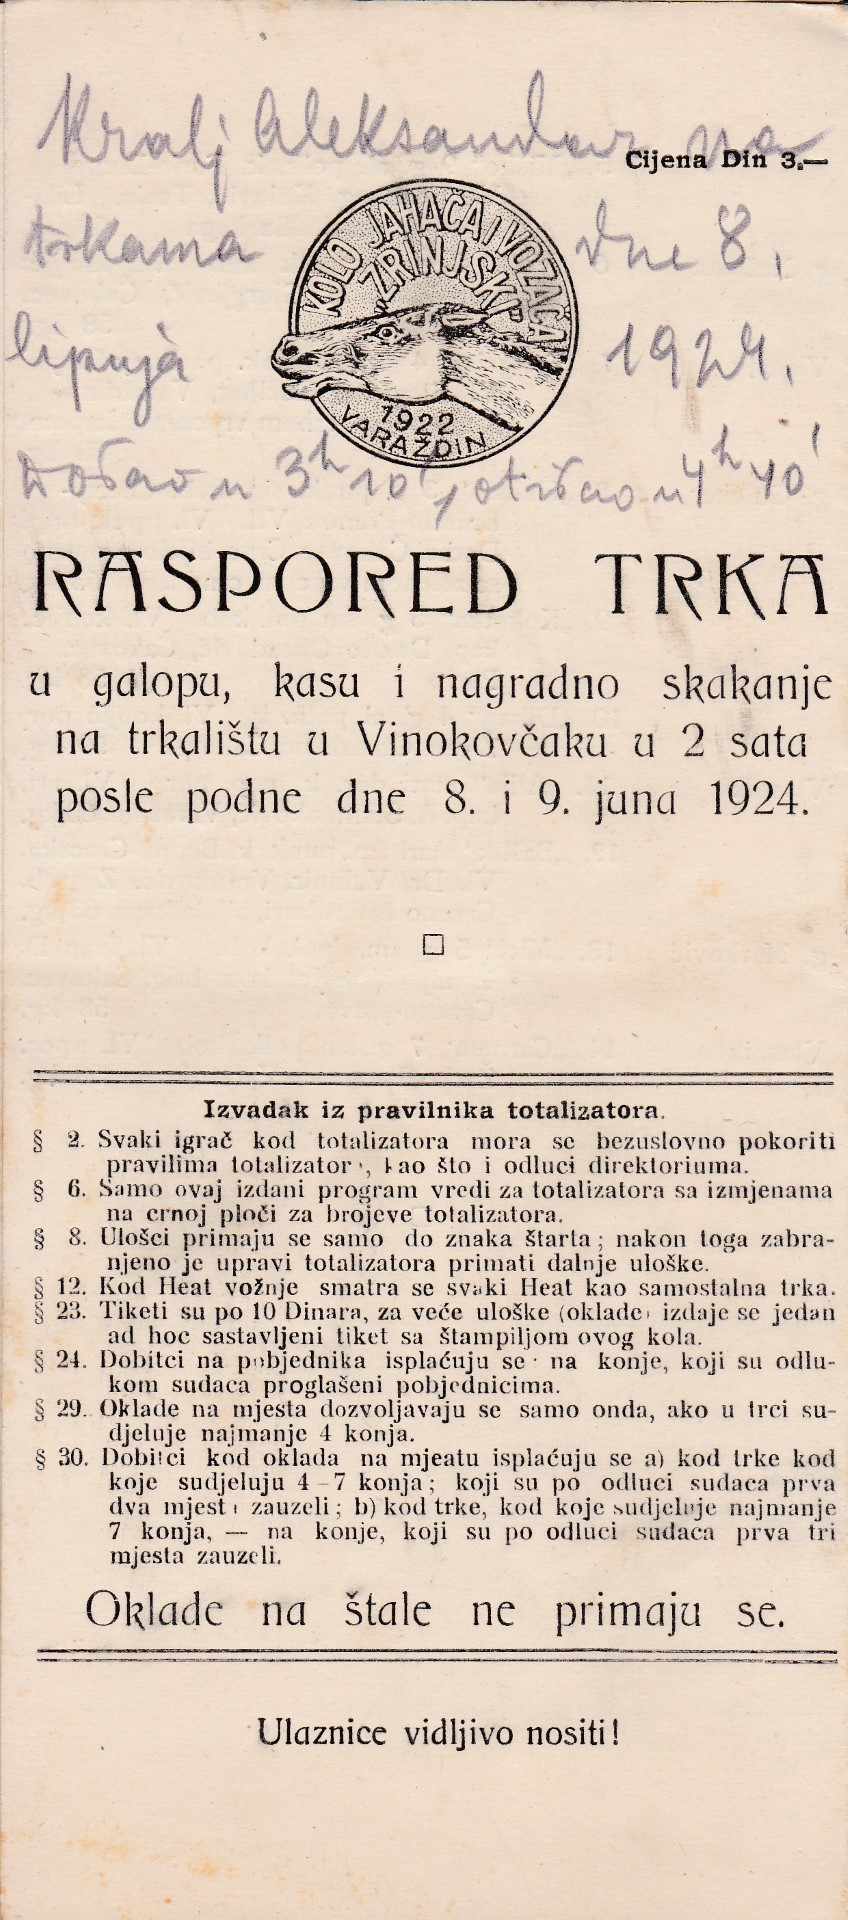 Kralj Aleksandar na
Cijena Din 3.—
KOLO JAHAČA I VOZAČA
"ZRINJSKI"
1922
VARAŽDIN
trkama dne 8.
lipnja 1924.
Došao u 3h 10', otišao u 4h 40'
RASPORED TRKA
u galopu, kasu i nagradno skakanje
na trkalištu u Vinokovčaku u 2 sata
posle podne dne 8. i 9. juna 1924.
Izvadak iz pravilnika totalizatora.
§ 2. Svaki igrač kod totalizatora mora se bezuslovno pokoriti
pravilima totalizator, kao što i odluci direktoriuma.
§ 6. Samo ovaj izdani program vredi za totalizatora sa izmjenama
na crnoj ploči za brojeve totalizatora.
§ 8. Ulošci primaju se samo do znaka štarta; nakon toga zabra-
njeno je upravi totalizatora primati dalnje uloške.
§ 12. Kod Heat vožnje smatra se svaki Heat kao samostalna trka.
§ 23. Tiketi su po 10 Dinara, za veće uloške (oklade) izdaje se jedan
ad hoc sastavljeni tiket sa štampiljom ovog kola.
§ 24. Dobitci na pobjednika isplaćuju se na konje, koji su odlu-
kom sudaca proglašeni pobjednicima.
§ 29. Oklade na mjesta dozvoljavaju se samo onda, ako u trci su-
djeluje najmanje 4 konja.
§ 30. Dobitci kod oklada na mjeatu isplaćuju se a) kod trke kod
koje sudjeluju 4–7 konja; koji su po odluci sudaca prva
dva mjesta zauzeli; b) kod trke, kod koje sudjeluje najmanje
7 konja, — na konje, koji su po odluci sudaca prva tri
mjesta zauzeli.
Oklade na štale ne primaju se.
Ulaznice vidljivo nositi!